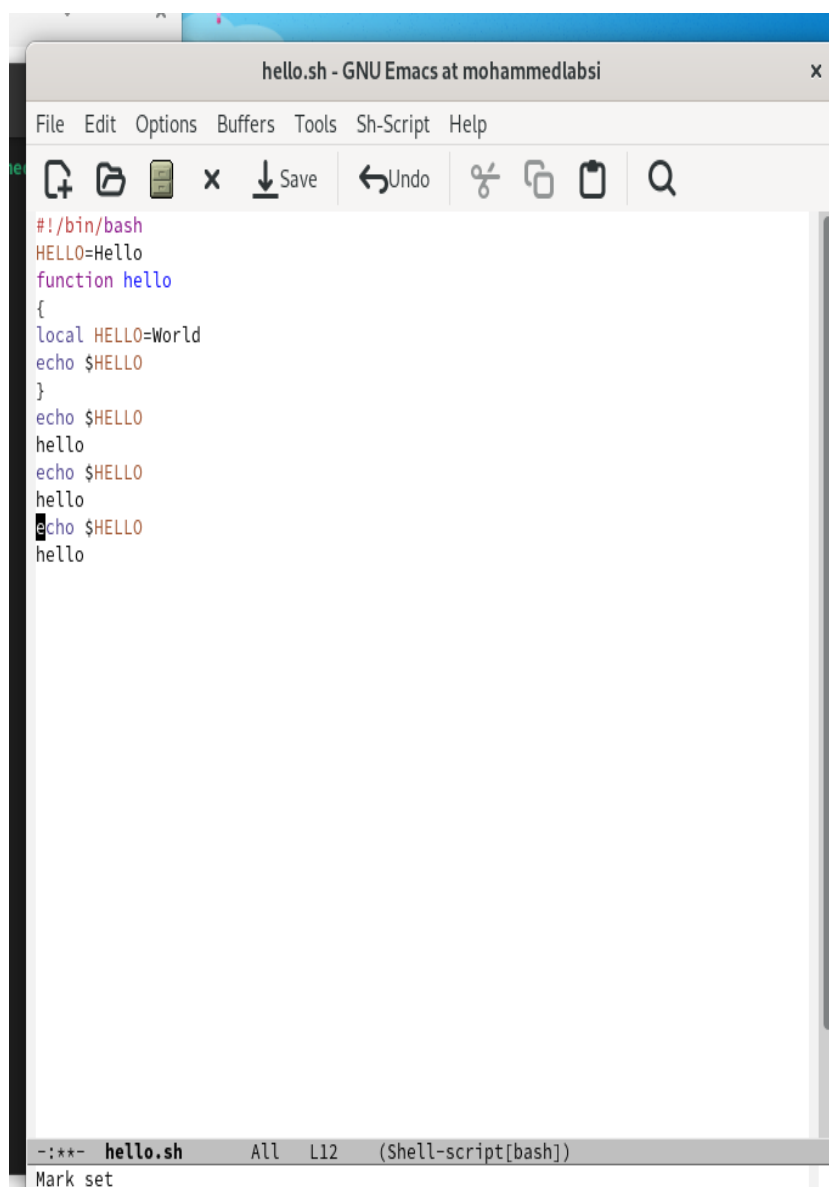 hello.sh - GNU Emacs at mohammedlabsi
File Edit Options Buffers Tools Sh-Script Help
Save Undo
#!/bin/bash
HELLO=Hello
function hello
{
local HELLO=World
echo $HELLO
}
echo $HELLO
hello
echo $HELLO
hello
echo $HELLO
hello
-:**- hello.sh All L12 (Shell-script[bash])
Mark set